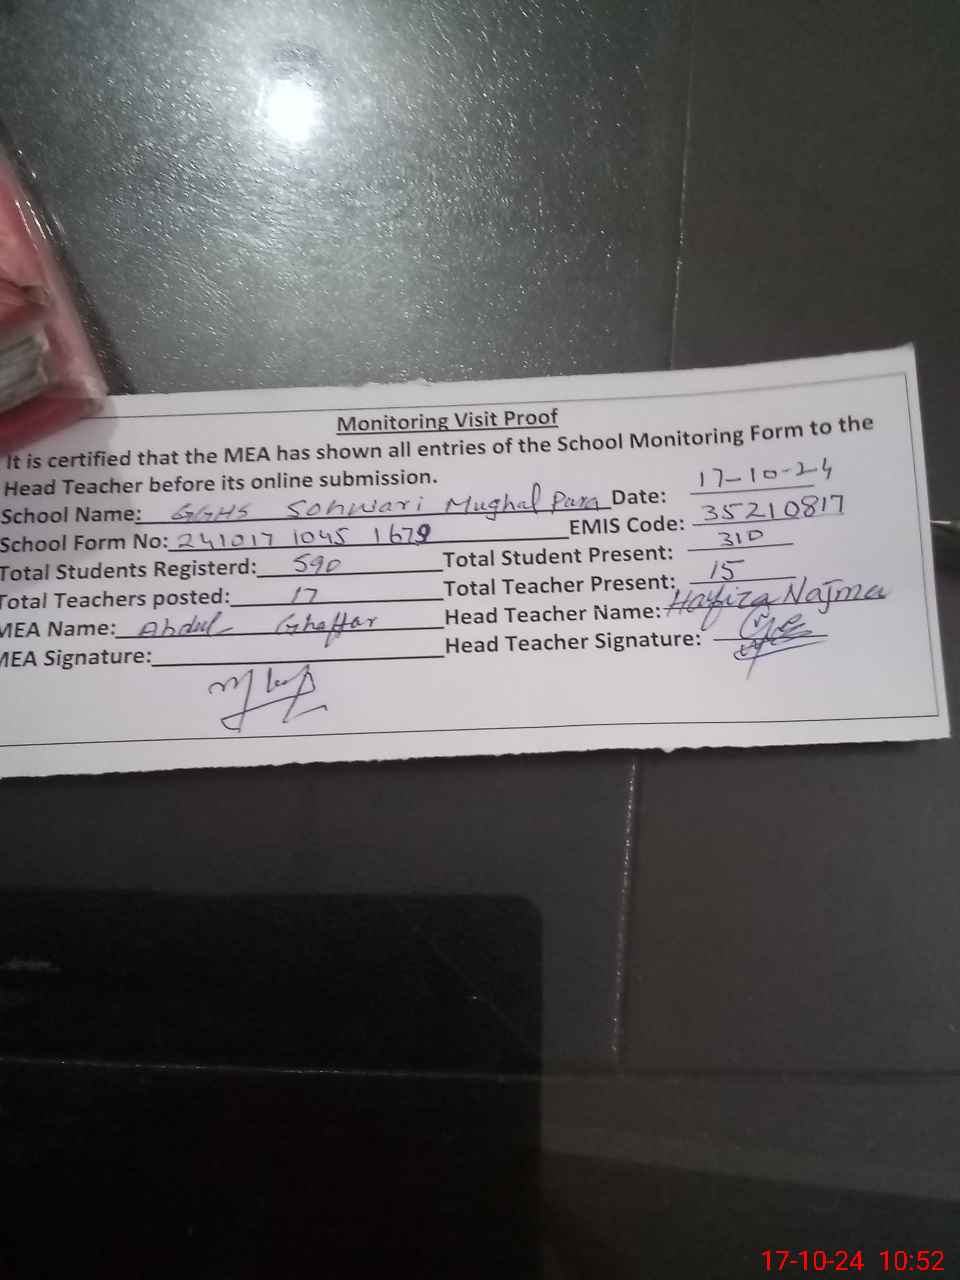 Monitoring Visit Proof
It is certified that the MEA has shown all entries of the School Monitoring Form to the
Head Teacher before its online submission.
School Name: GGHS Sohwari Mughal Para Date: 17-10-24
School Form No: 241017 1045 1679 EMIS Code: 35210817
Total Students Registerd: 590 Total Student Present: 310
Total Teachers posted: 17 Total Teacher Present: 15
MEA Name: Abdul Ghaffar Head Teacher Name: Hafiza Najma
MEA Signature: Head Teacher Signature:
17-10-24 10:52